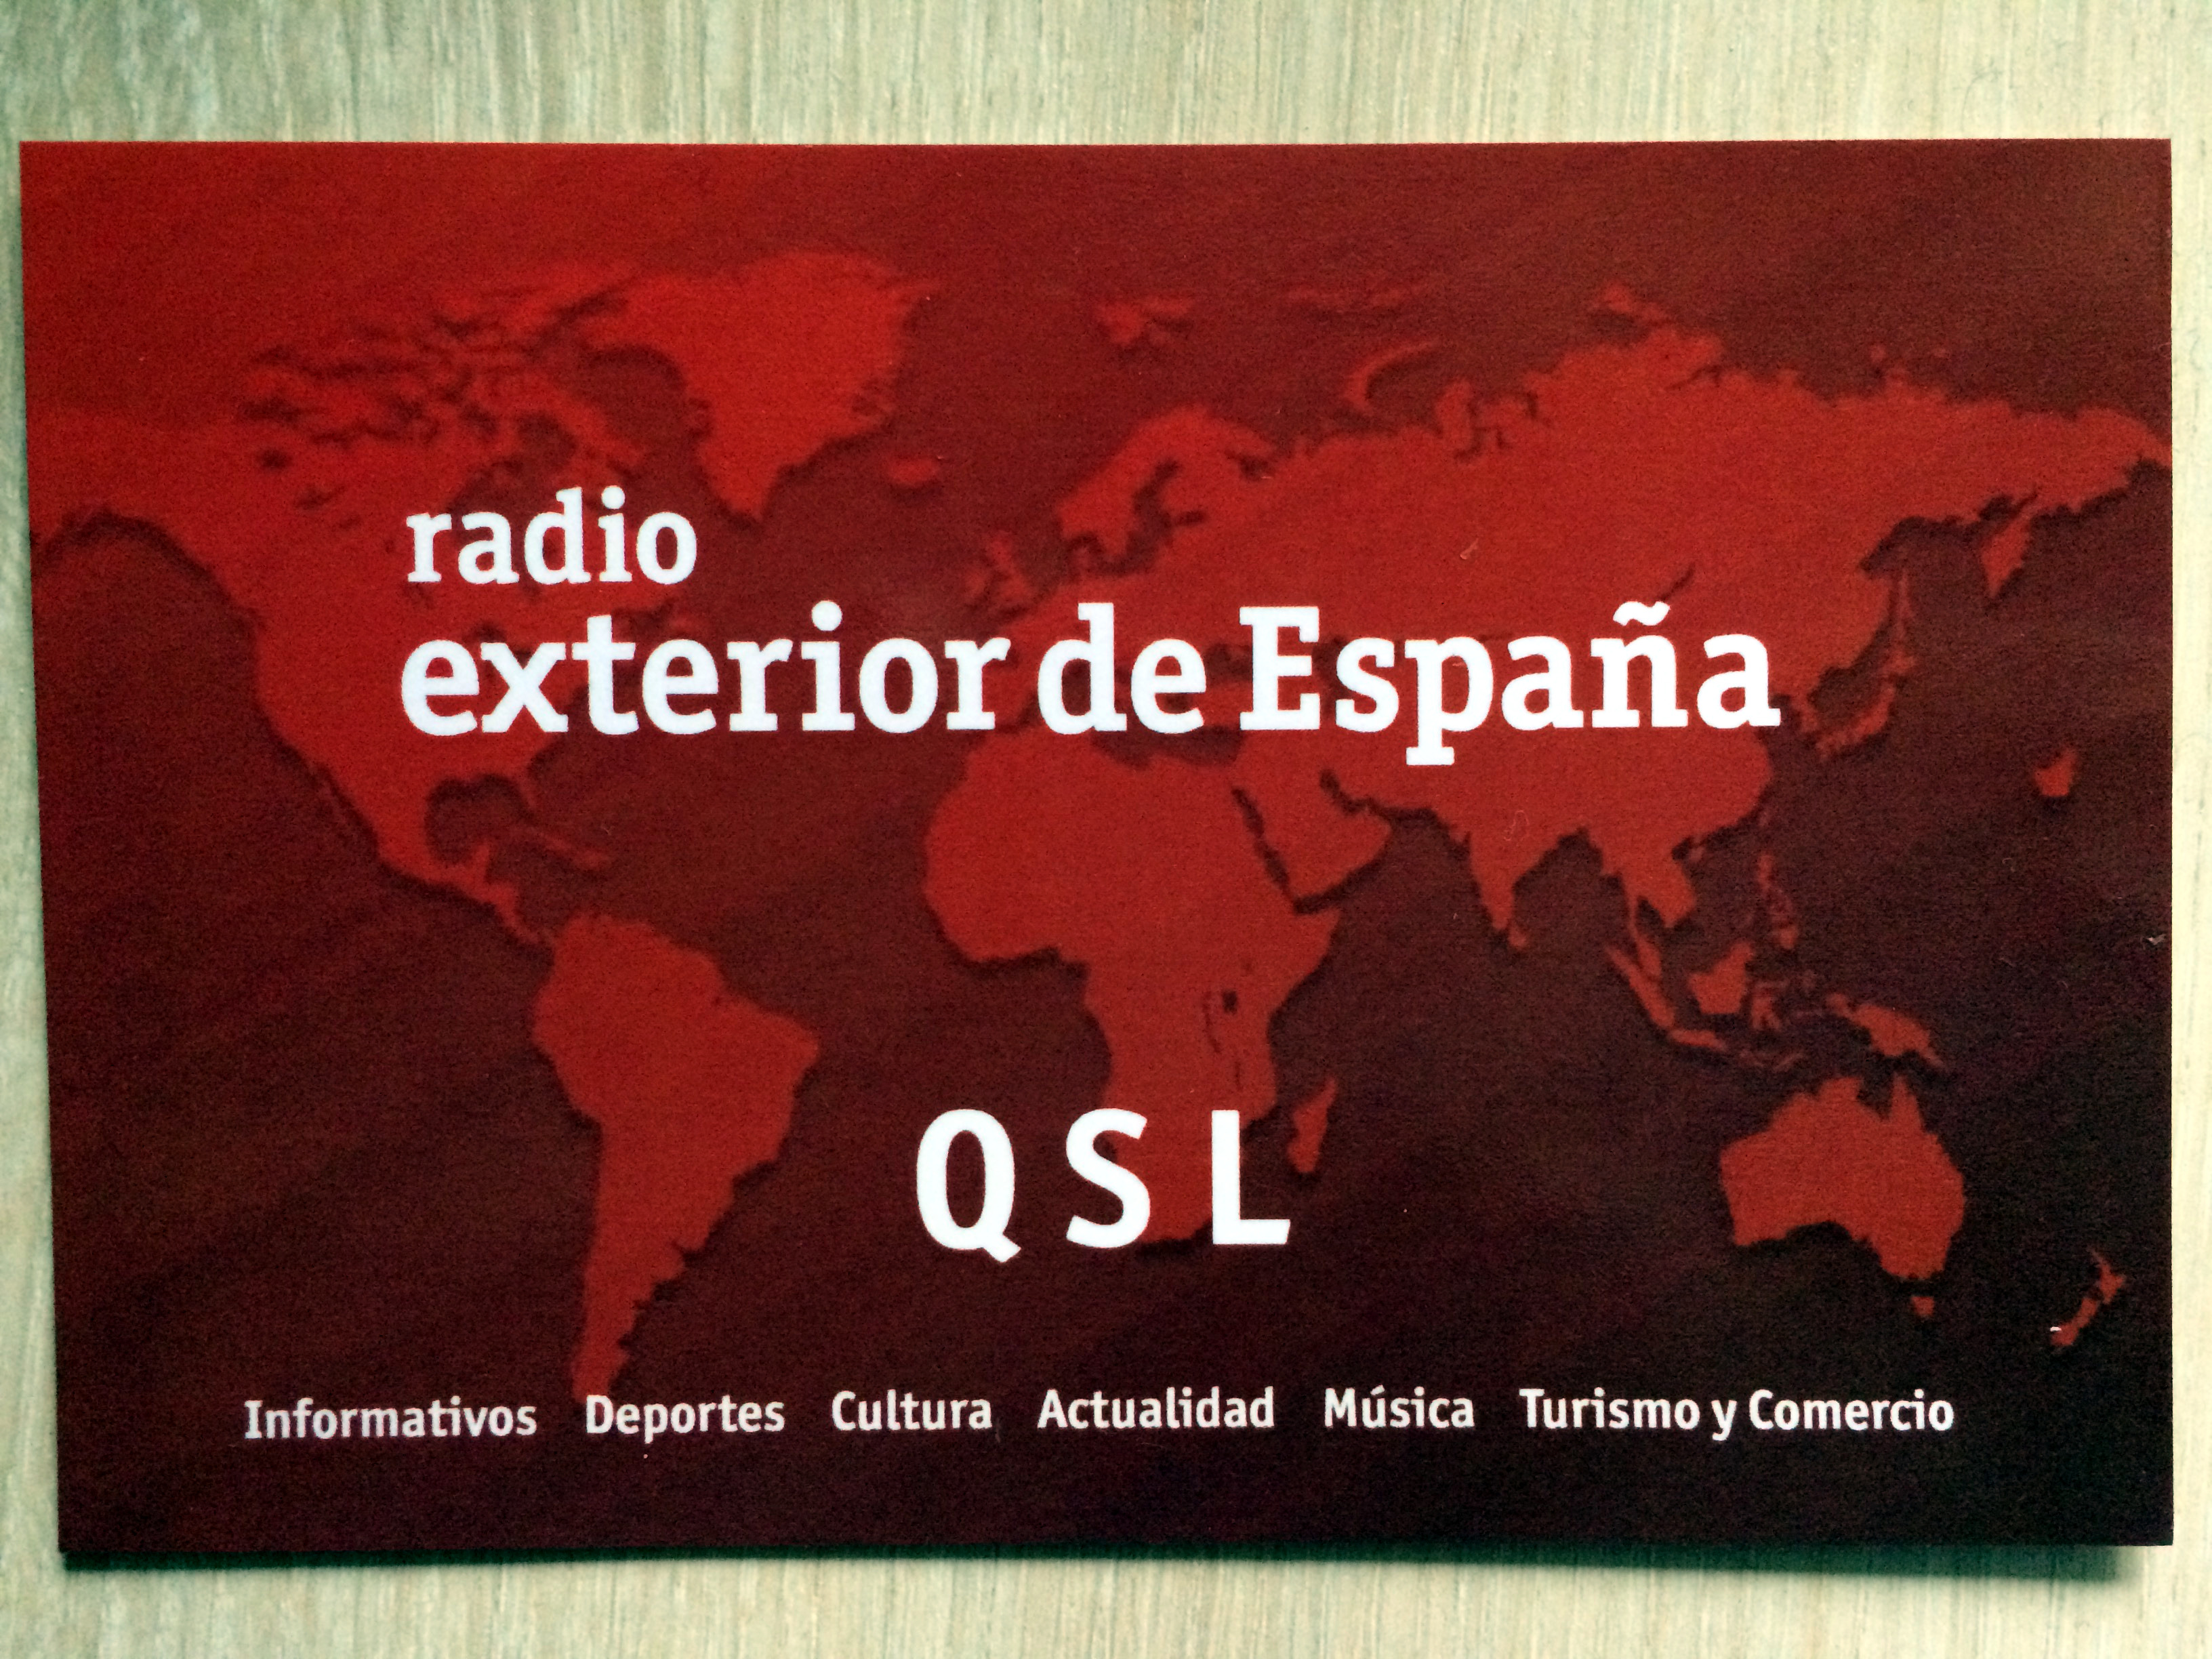 radio
exterior de España
QSL
Informativos Deportes Cultura Actualidad Música Turismo y Comercio